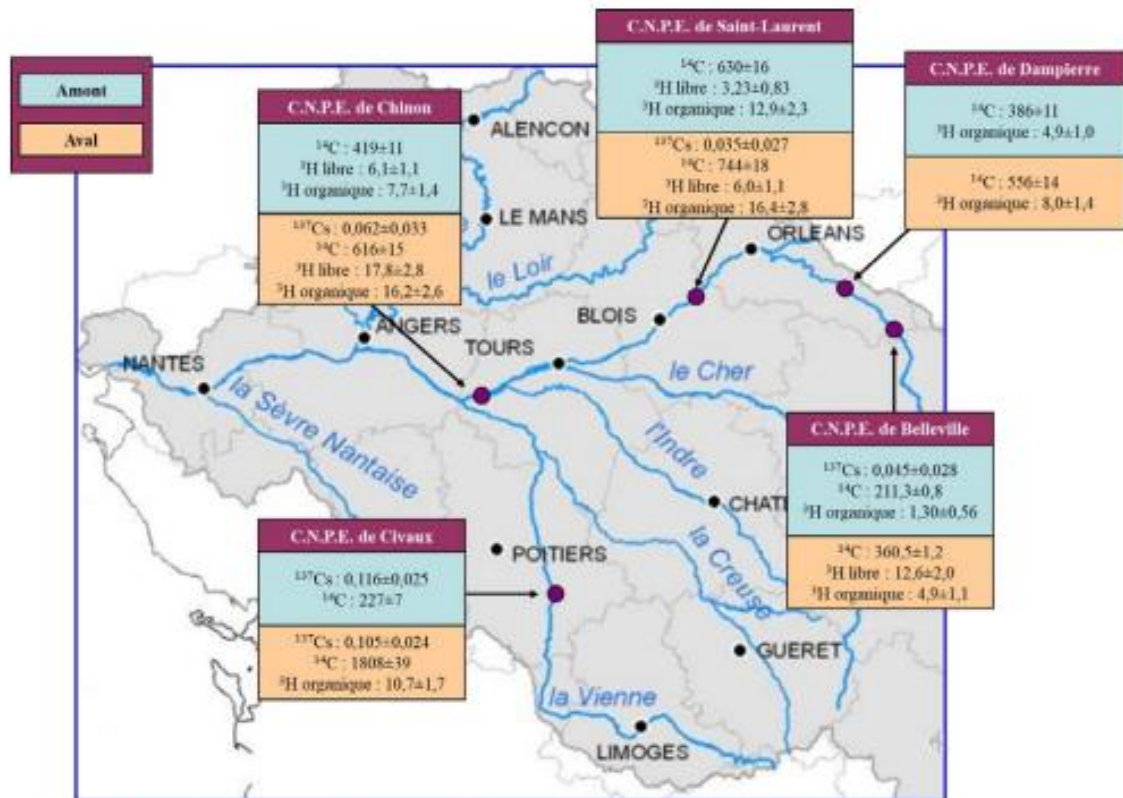 Amont
Aval
C.N.P.E. de Saint-Laurent
¹⁴C : 630±16
³H libre : 3,23±0,83
³H organique : 12,9±2,3
¹³⁷Cs : 0,035±0,027
¹⁴C : 744±18
³H libre : 6,0±1,1
³H organique : 16,4±2,8
C.N.P.E. de Dampierre
¹⁴C : 386±11
³H organique : 4,9±1,0
¹⁴C : 556±14
³H organique : 8,0±1,4
C.N.P.E. de Chinon
¹⁴C : 419±11
³H libre : 6,1±1,1
³H organique : 7,7±1,4
¹³⁷Cs : 0,062±0,033
¹⁴C : 616±15
³H libre : 17,8±2,8
³H organique : 16,2±2,6
ALENCON
LE MANS
le Loir
ORLEANS
BLOIS
ANGERS
TOURS
NANTES
le Cher
la Sèvre Nantaise
l'Indre
C.N.P.E. de Belleville
¹³⁷Cs : 0,045±0,028
¹⁴C : 211,3±0,8
³H organique : 1,30±0,56
¹⁴C : 360,5±1,2
³H libre : 12,6±2,0
³H organique : 4,9±1,1
CHAT
la Creuse
C.N.P.E. de Civaux
¹³⁷Cs : 0,116±0,025
¹⁴C : 227±7
¹³⁷Cs : 0,105±0,024
¹⁴C : 1808±39
³H organique : 10,7±1,7
POITIERS
GUERET
la Vienne
LIMOGES